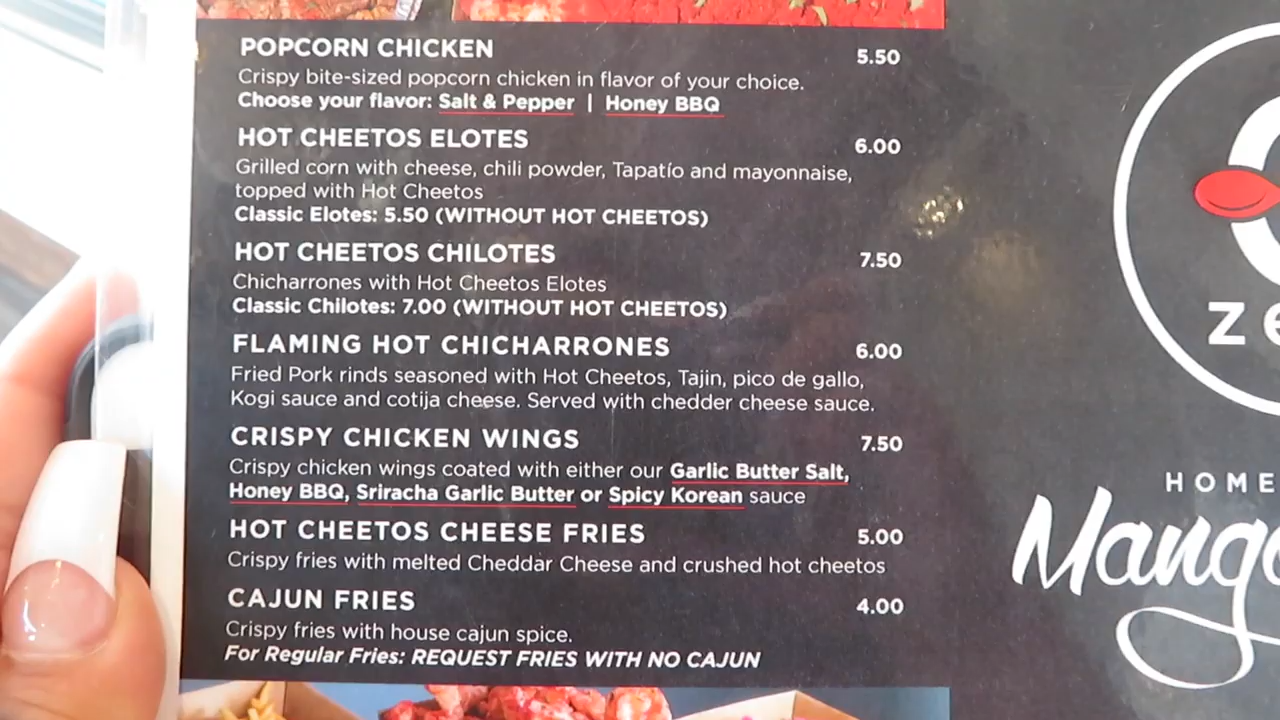 POPCORN CHICKEN 5.50
Crispy bite-sized popcorn chicken in flavor of your choice.
Choose your flavor: Salt & Pepper | Honey BBQ
HOT CHEETOS ELOTES 6.00
Grilled corn with cheese, chili powder, Tapatío and mayonnaise,
topped with Hot Cheetos
Classic Elotes: 5.50 (WITHOUT HOT CHEETOS)
HOT CHEETOS CHILOTES 7.50
Chicharrones with Hot Cheetos Elotes
Classic Chilotes: 7.00 (WITHOUT HOT CHEETOS)
FLAMING HOT CHICHARRONES 6.00
Fried Pork rinds seasoned with Hot Cheetos, Tajin, pico de gallo,
Kogi sauce and cotija cheese. Served with chedder cheese sauce.
CRISPY CHICKEN WINGS 7.50
Crispy chicken wings coated with either our Garlic Butter Salt,
Honey BBQ, Sriracha Garlic Butter or Spicy Korean sauce
HOT CHEETOS CHEESE FRIES 5.00
Crispy fries with melted Cheddar Cheese and crushed hot cheetos
CAJUN FRIES 4.00
Crispy fries with house cajun spice.
For Regular Fries: REQUEST FRIES WITH NO CAJUN
HOME